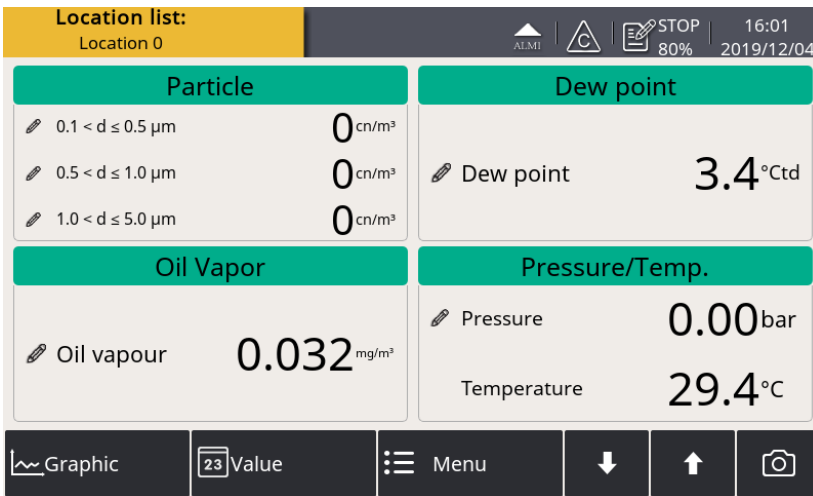 Location list:
Location 0
ALMI
C
STOP
80%
16:01
2019/12/04
Particle
0.1 < d ≤ 0.5 µm 0 cn/m³
0.5 < d ≤ 1.0 µm 0 cn/m³
1.0 < d ≤ 5.0 µm 0 cn/m³
Dew point
Dew point 3.4 °Ctd
Oil Vapor
Oil vapour 0.032 mg/m³
Pressure/Temp.
Pressure 0.00 bar
Temperature 29.4 °C
Graphic
23 Value
Menu